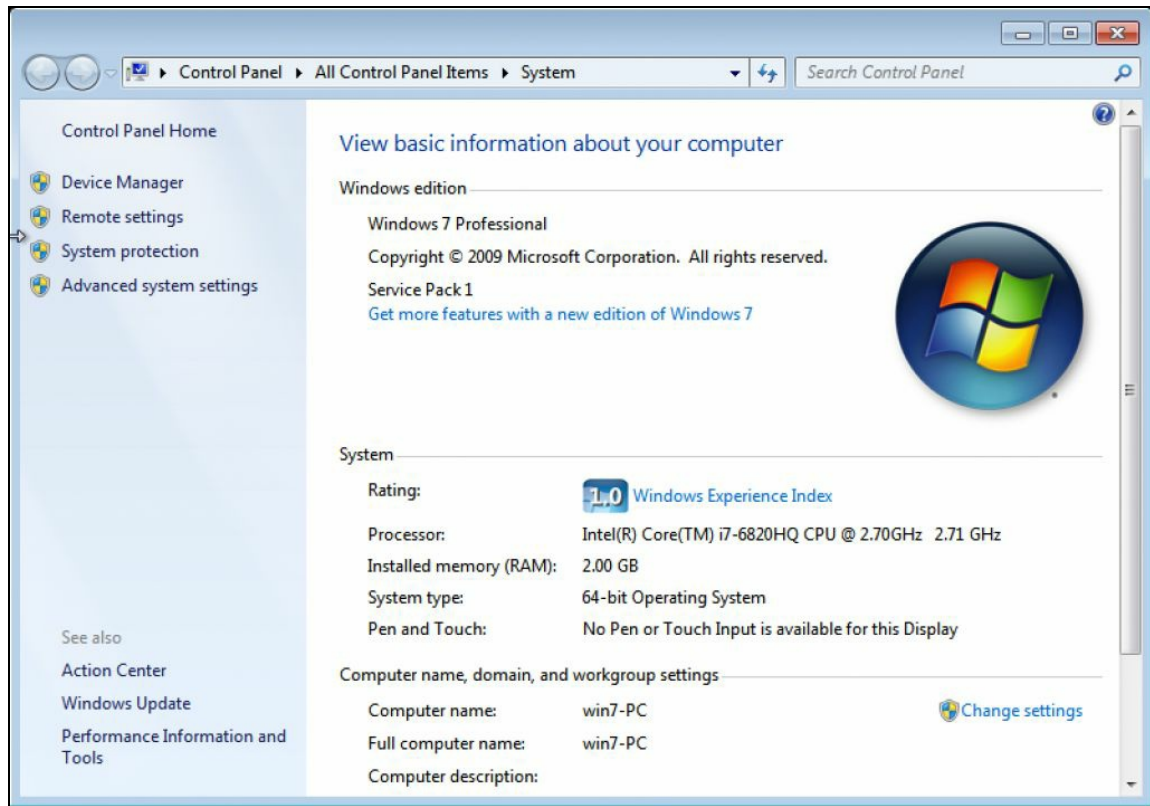 Control Panel ▸ All Control Panel Items ▸ System
Search Control Panel
Control Panel Home
Device Manager
Remote settings
System protection
Advanced system settings
See also
Action Center
Windows Update
Performance Information and
Tools
View basic information about your computer
Windows edition
Windows 7 Professional
Copyright © 2009 Microsoft Corporation. All rights reserved.
Service Pack 1
Get more features with a new edition of Windows 7
System
Rating: 1.0 Windows Experience Index
Processor: Intel(R) Core(TM) i7-6820HQ CPU @ 2.70GHz 2.71 GHz
Installed memory (RAM): 2.00 GB
System type: 64-bit Operating System
Pen and Touch: No Pen or Touch Input is available for this Display
Computer name, domain, and workgroup settings
Computer name: win7-PC Change settings
Full computer name: win7-PC
Computer description: